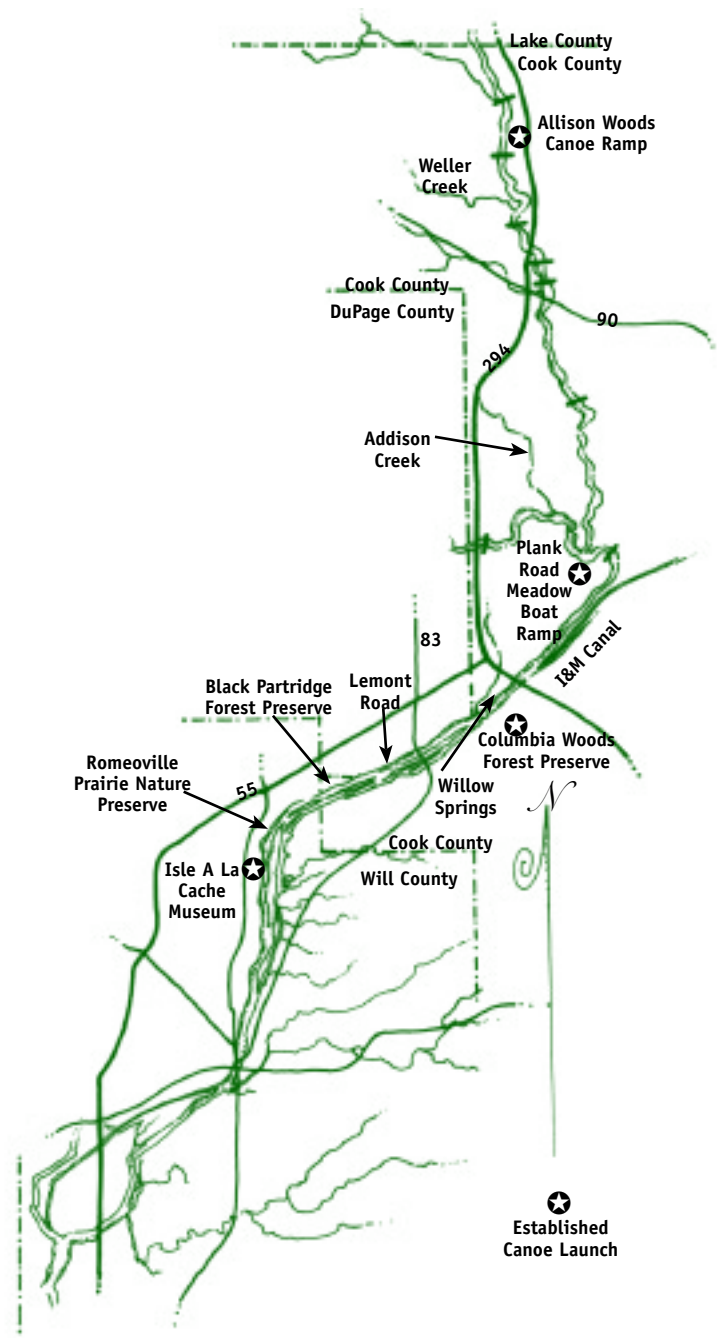 Lake County
Cook County
Allison Woods
Canoe Ramp
Weller
Creek
Cook County
DuPage County
90
294
Addison
Creek
Plank
Road
Meadow
Boat
Ramp
I&M Canal
83
Lemont
Road
Black Partridge
Forest Preserve
Columbia Woods
Forest Preserve
Romeoville
Prairie Nature
Preserve
55
Willow
Springs
N
Cook County
Will County
Isle A La
Cache
Museum
Established
Canoe Launch